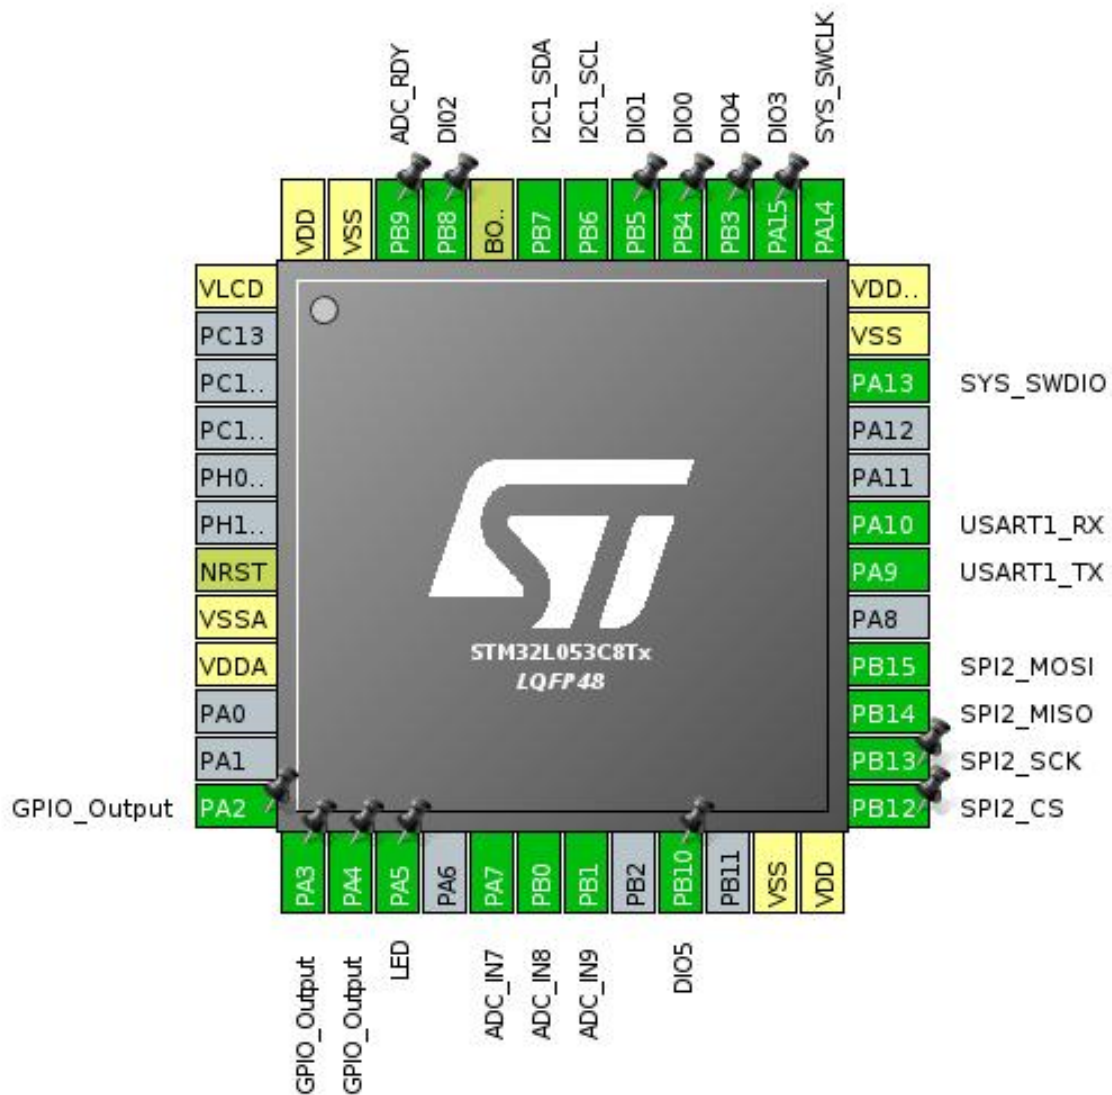 ADC_RDY
DIO2
I2C1_SDA
I2C1_SCL
DIO1
DIO0
DIO4
DIO3
SYS_SWCLK
VDD
VSS
PB9
PB8
BO..
PB7
PB6
PB5
PB4
PB3
PA15
PA14
VLCD
PC13
PC1..
PC1..
PH0..
PH1..
NRST
VSSA
VDDA
PA0
PA1
GPIO_Output PA2
VDD..
VSS
PA13 SYS_SWDIO
PA12
PA11
PA10 USART1_RX
PA9 USART1_TX
PA8
PB15 SPI2_MOSI
PB14 SPI2_MISO
PB13 SPI2_SCK
PB12 SPI2_CS
ST
STM32L053C8Tx
LQFP48
PA3
PA4
PA5
PA6
PA7
PB0
PB1
PB2
PB10
PB11
VSS
VDD
GPIO_Output
GPIO_Output
LED
ADC_IN7
ADC_IN8
ADC_IN9
DIO5